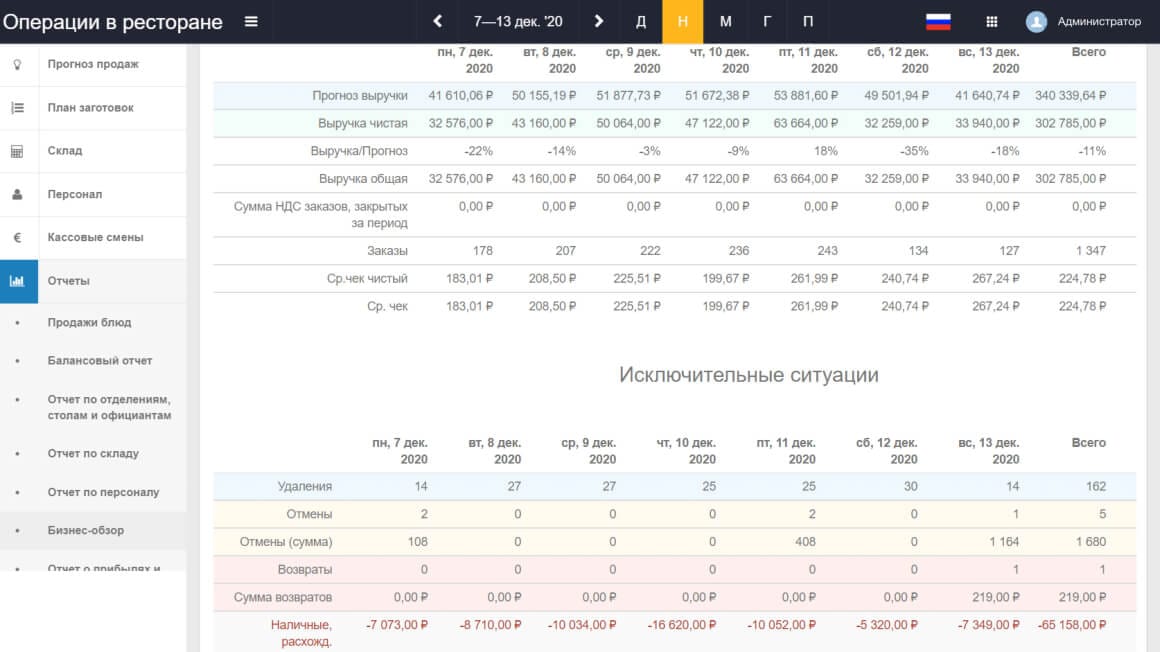 Операции в ресторане 7—13 дек. '20 Д Н М Г П Администратор
Прогноз продаж
План заготовок
Склад
Персонал
Кассовые смены
Отчеты
Продажи блюд
Балансовый отчет
Отчет по отделениям,
столам и официантам
Отчет по складу
Отчет по персоналу
Бизнес-обзор
Отчет о прибылях и
пн, 7 дек. вт, 8 дек. ср, 9 дек. чт, 10 дек. пт, 11 дек. сб, 12 дек. вс, 13 дек. Всего
2020 2020 2020 2020 2020 2020 2020
Прогноз выручки 41 610,06 ₽ 50 155,19 ₽ 51 877,73 ₽ 51 672,38 ₽ 53 881,60 ₽ 49 501,94 ₽ 41 640,74 ₽ 340 339,64 ₽
Выручка чистая 32 576,00 ₽ 43 160,00 ₽ 50 064,00 ₽ 47 122,00 ₽ 63 664,00 ₽ 32 259,00 ₽ 33 940,00 ₽ 302 785,00 ₽
Выручка/Прогноз -22% -14% -3% -9% 18% -35% -18% -11%
Выручка общая 32 576,00 ₽ 43 160,00 ₽ 50 064,00 ₽ 47 122,00 ₽ 63 664,00 ₽ 32 259,00 ₽ 33 940,00 ₽ 302 785,00 ₽
Сумма НДС заказов, закрытых 0,00 ₽ 0,00 ₽ 0,00 ₽ 0,00 ₽ 0,00 ₽ 0,00 ₽ 0,00 ₽ 0,00 ₽
за период
Заказы 178 207 222 236 243 134 127 1 347
Ср.чек чистый 183,01 ₽ 208,50 ₽ 225,51 ₽ 199,67 ₽ 261,99 ₽ 240,74 ₽ 267,24 ₽ 224,78 ₽
Ср. чек 183,01 ₽ 208,50 ₽ 225,51 ₽ 199,67 ₽ 261,99 ₽ 240,74 ₽ 267,24 ₽ 224,78 ₽
Исключительные ситуации
пн, 7 дек. вт, 8 дек. ср, 9 дек. чт, 10 дек. пт, 11 дек. сб, 12 дек. вс, 13 дек. Всего
2020 2020 2020 2020 2020 2020 2020
Удаления 14 27 27 25 25 30 14 162
Отмены 2 0 0 0 2 0 1 5
Отмены (сумма) 108 0 0 0 408 0 1 164 1 680
Возвраты 0 0 0 0 0 0 1 1
Сумма возвратов 0,00 ₽ 0,00 ₽ 0,00 ₽ 0,00 ₽ 0,00 ₽ 0,00 ₽ 219,00 ₽ 219,00 ₽
Наличные, -7 073,00 ₽ -8 710,00 ₽ -10 034,00 ₽ -16 620,00 ₽ -10 052,00 ₽ -5 320,00 ₽ -7 349,00 ₽ -65 158,00 ₽
расхожд.